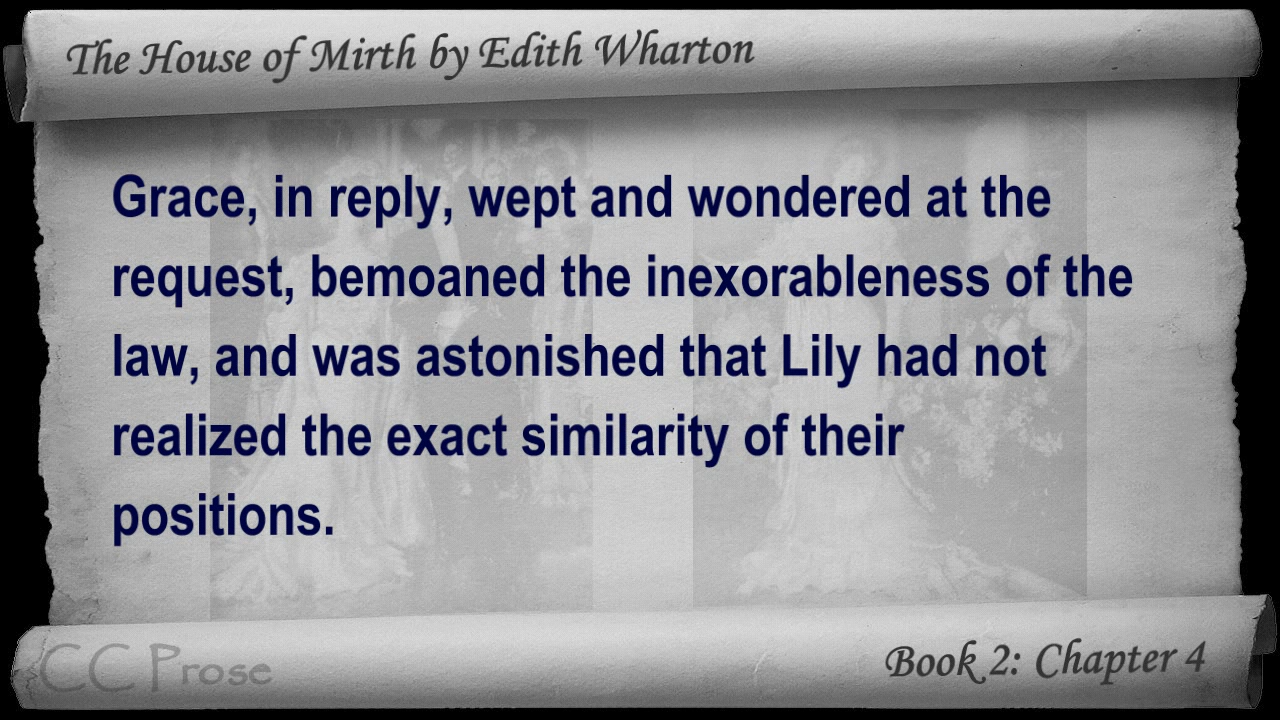 The House of Mirth by Edith Wharton
Grace, in reply, wept and wondered at the
request, bemoaned the inexorableness of the
law, and was astonished that Lily had not
realized the exact similarity of their
positions.
CC Prose
Book 2: Chapter 4